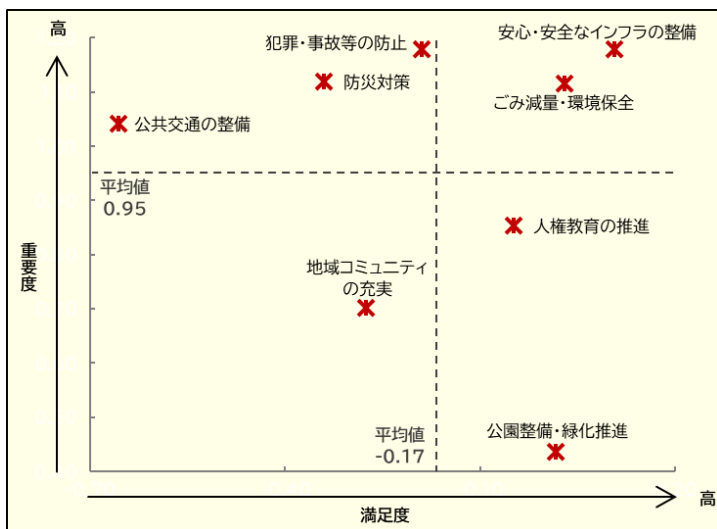 高
犯罪・事故等の防止
安心・安全なインフラの整備
防災対策
ごみ減量・環境保全
公共交通の整備
平均値
0.95
人権教育の推進
重要度
地域コミュニティ
の充実
平均値
-0.17
公園整備・緑化推進
高
満足度